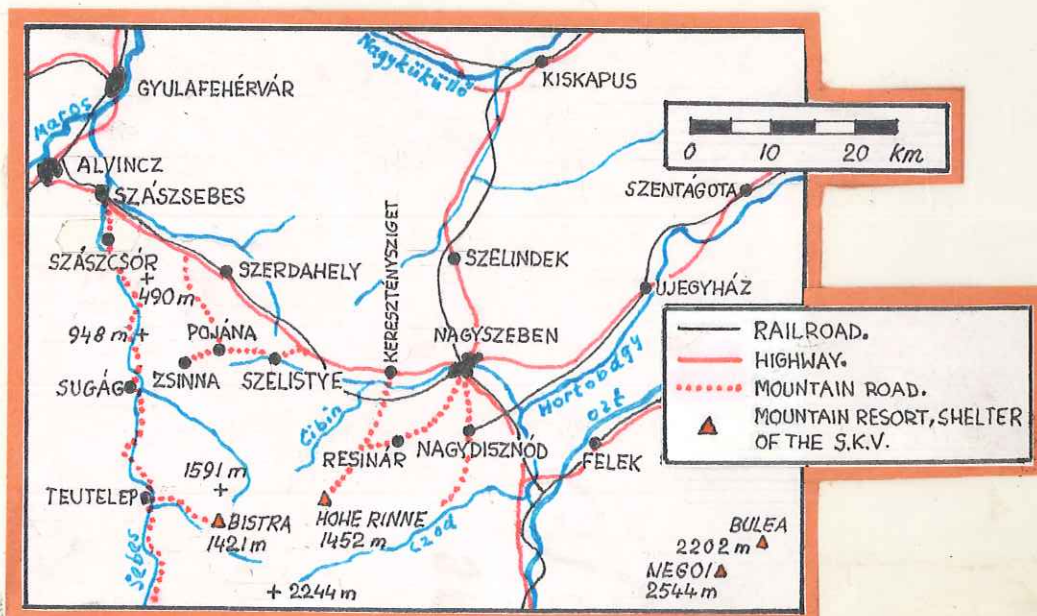 Nagyküküllő
KISKAPUS
GYULAFEHÉRVÁR
Maros
0 10 20 km
ALVINCZ
SZÁSZSEBES
SZENTÁGOTA
SZÁSZCSÓR
490 m
SZERDAHELY
KERESZTÉNYSZIGET
SZELINDEK
UJEGYHÁZ
948 m
POJÁNA
NAGYSZEBEN
ZSINNA
SZELISTYE
SUGÁG
Cibin
Hortobágy
Olt
RESINÁR
NAGYDISZNÓD
FELEK
1591 m
TEUTELEP
BISTRA
1421 m
HOHE RINNE
1452 m
Czod
Sebes
2244 m
BULEA
2202 m
NEGOI
2544 m
RAILROAD.
HIGHWAY.
MOUNTAIN ROAD.
MOUNTAIN RESORT, SHELTER
OF THE S.K.V.